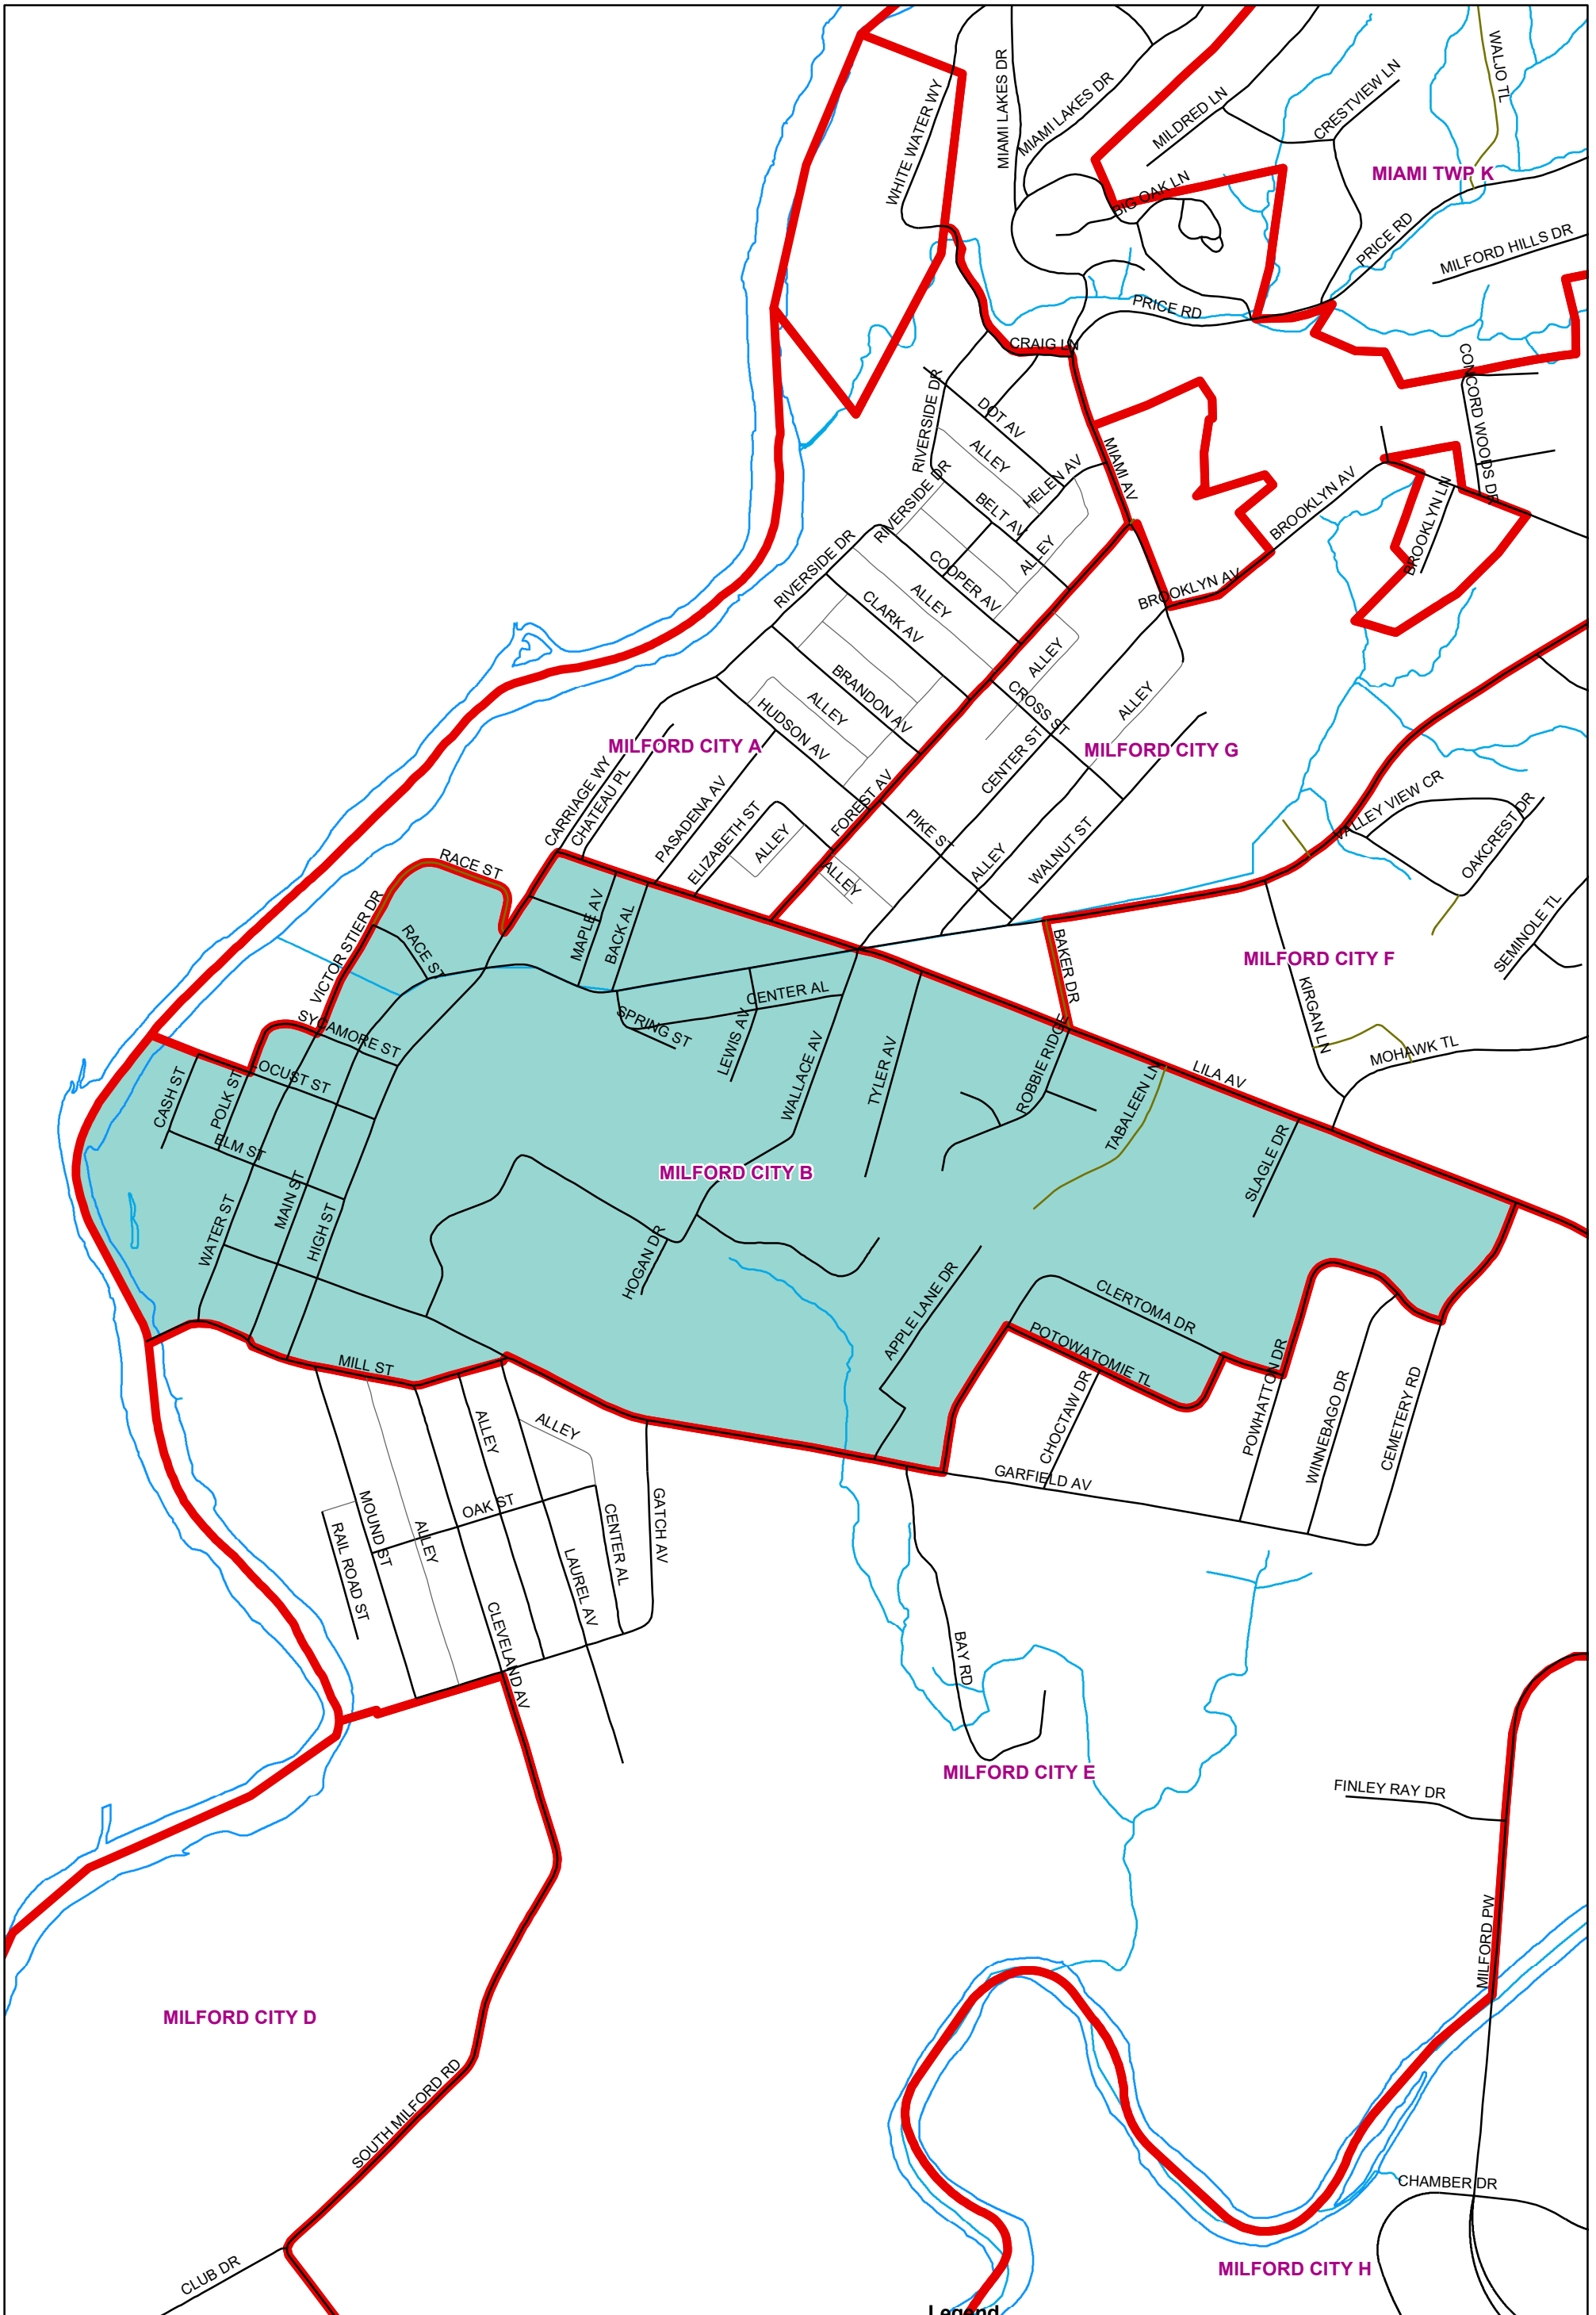 WALJO TL
MIAMI LAKES DR
WHITE WATER WY
MIAMI LAKES DR
MILDRED LN
CRESTVIEW LN
MIAMI TWP K
BIG OAK LN
PRICE RD
MILFORD HILLS DR
PRICE RD
CRAIG LN
CONCORD WOODS DR
RIVERSIDE DR
DOT AV
ALLEY
MIAMI AV
HELEN AV
RIVERSIDE DR
BELT AV
BROOKLYN AV
BROOKLYN LN
RIVERSIDE DR
ALLEY
COOPER AV
ALLEY
CLARK AV
BROOKLYN AV
ALLEY
BRANDON AV
CROSS ST
ALLEY
ALLEY
HUDSON AV
MILFORD CITY A
CENTER ST
MILFORD CITY G
CARRIAGE WY
CHATEAU PL
PASADENA AV
ELIZABETH ST
FOREST AV
ALLEY
PIKE ST
VALLEY VIEW CR
OAKCREST DR
RACE ST
ALLEY
ALLEY
WALNUT ST
VICTOR STIER DR
RACE ST
MAPLE AV
BACK AL
BAKER DR
MILFORD CITY F
SEMINOLE TL
SYCAMORE ST
SPRING ST
LEWIS AV
CENTER AL
KIRGAN LN
MOHAWK TL
LOCUST ST
CASH ST
POLK ST
WALLACE AV
TYLER AV
ROBBIE RIDGE
TABALEEN LN
LILA AV
ELM ST
MILFORD CITY B
SLAGLE DR
WATER ST
MAIN ST
HIGH ST
HOGAN DR
APPLE LANE DR
CLERTOMA DR
MILL ST
POTOWATOMIE TL
POWHATTON DR
CHOCTAW DR
WINNEBAGO DR
CEMETERY RD
ALLEY
ALLEY
GARFIELD AV
MOUND ST
OAK ST
RAIL ROAD ST
ALLEY
CENTER AL
GATCH AV
LAUREL AV
CLEVELAND AV
BAY RD
MILFORD CITY E
FINLEY RAY DR
MILFORD PW
MILFORD CITY D
SOUTH MILFORD RD
CHAMBER DR
CLUB DR
MILFORD CITY H
Legend